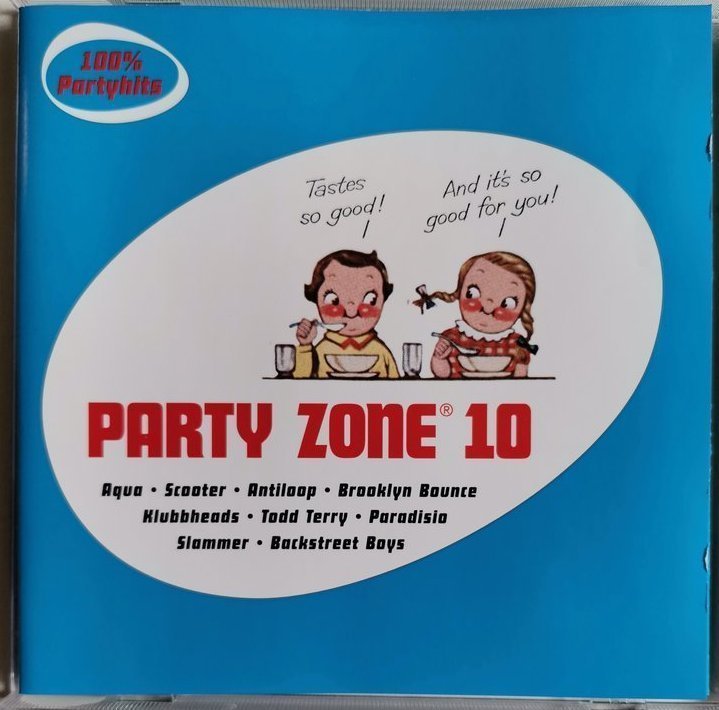 100%
Partyhits
Tastes
so good!
And it's so
good for you!
PARTY ZONE® 10
Aqua • Scooter • Antiloop • Brooklyn Bounce
Klubbheads • Todd Terry • Paradisio
Slammer • Backstreet Boys